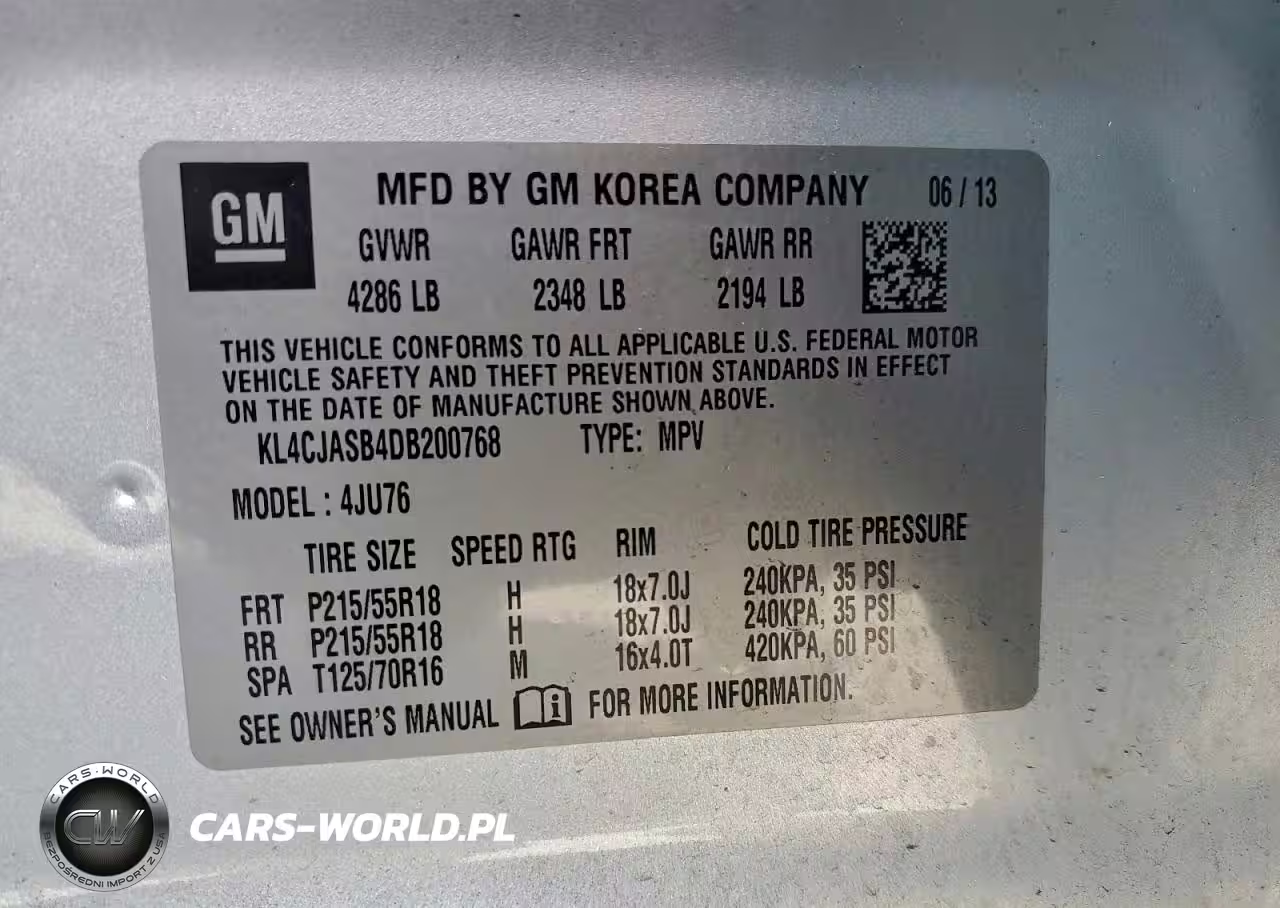 GM
MFD BY GM KOREA COMPANY 06 / 13
GVWR GAWR FRT GAWR RR
4286 LB 2348 LB 2194 LB
THIS VEHICLE CONFORMS TO ALL APPLICABLE U.S. FEDERAL MOTOR
VEHICLE SAFETY AND THEFT PREVENTION STANDARDS IN EFFECT
ON THE DATE OF MANUFACTURE SHOWN ABOVE.
KL4CJASB4DB200768 TYPE: MPV
MODEL : 4JU76
TIRE SIZE SPEED RTG RIM COLD TIRE PRESSURE
FRT P215/55R18 H 18x7.0J 240KPA, 35 PSI
RR P215/55R18 H 18x7.0J 240KPA, 35 PSI
SPA T125/70R16 M 16x4.0T 420KPA, 60 PSI
SEE OWNER'S MANUAL i FOR MORE INFORMATION.
CARS-WORLD
CW
BEZPOŚREDNI IMPORT Z USA
CARS-WORLD.PL